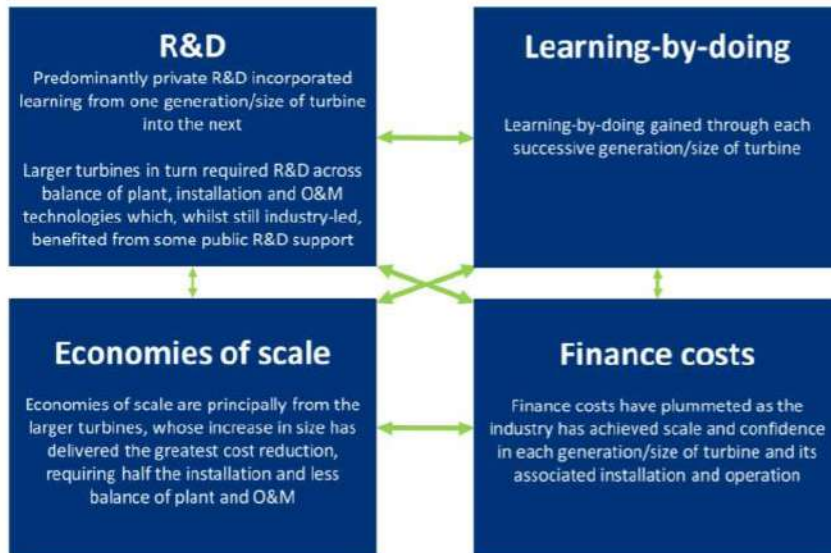 R&D
Predominantly private R&D incorporated
learning from one generation/size of turbine
into the next
Larger turbines in turn required R&D across
balance of plant, installation and O&M
technologies which, whilst still industry-led,
benefited from some public R&D support
Learning-by-doing
Learning-by-doing gained through each
successive generation/size of turbine
Economies of scale
Economies of scale are principally from the
larger turbines, whose increase in size has
delivered the greatest cost reduction,
requiring half the installation and less
balance of plant and O&M
Finance costs
Finance costs have plummeted as the
industry has achieved scale and confidence
in each generation/size of turbine and its
associated installation and operation